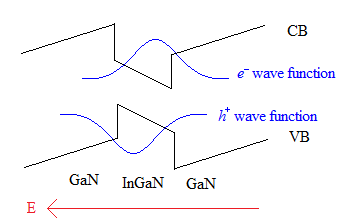 CB
e⁻ wave function
h⁺ wave function
VB
GaN InGaN GaN
E